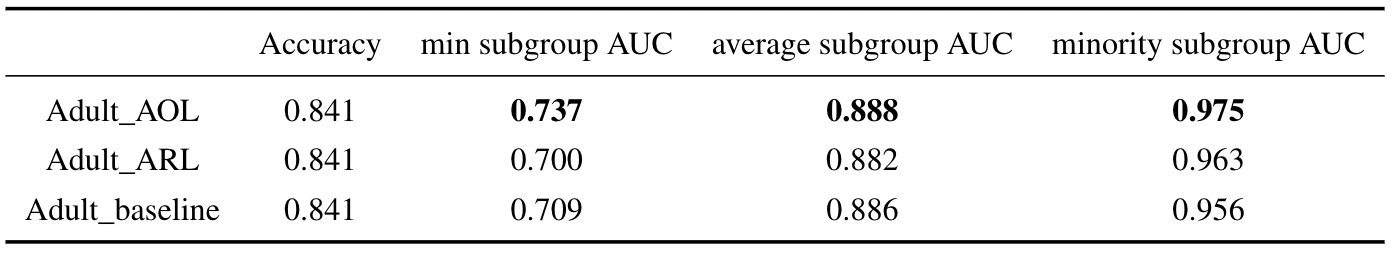 Accuracy min subgroup AUC average subgroup AUC minority subgroup AUC
Adult_AOL 0.841 0.737 0.888 0.975
Adult_ARL 0.841 0.700 0.882 0.963
Adult_baseline 0.841 0.709 0.886 0.956